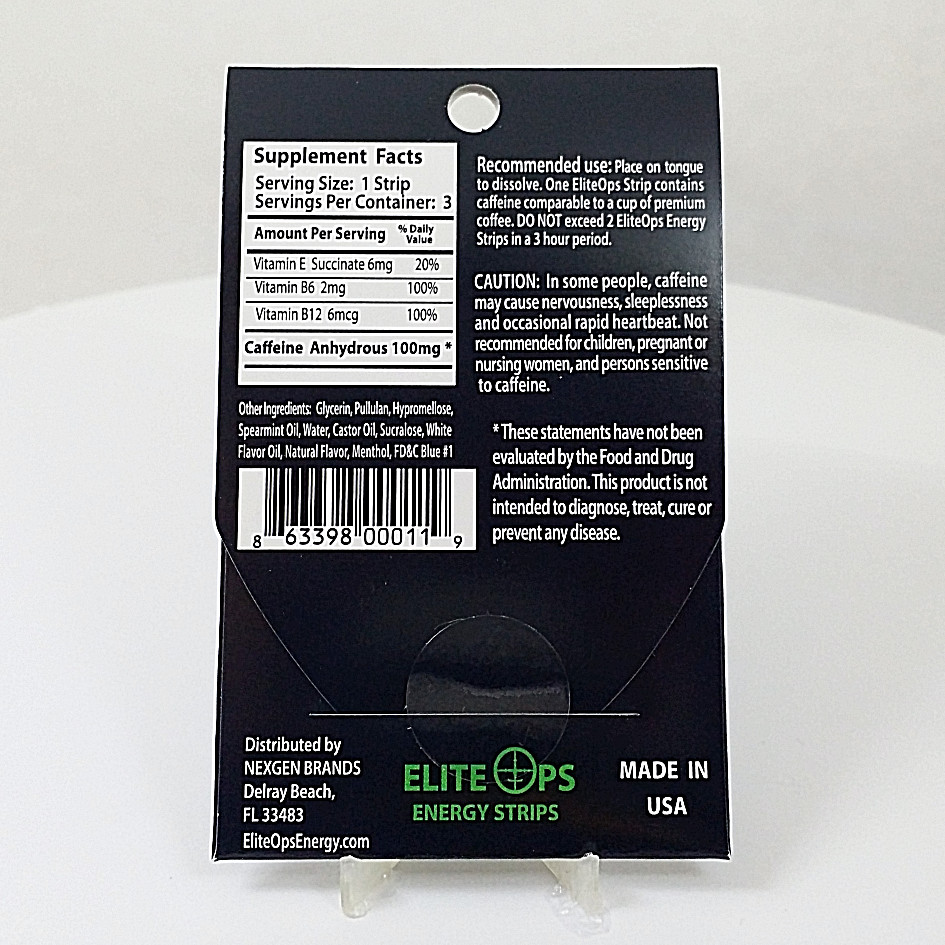 Supplement Facts
Serving Size: 1 Strip
Servings Per Container: 3
Amount Per Serving % Daily Value
Vitamin E Succinate 6mg 20%
Vitamin B6 2mg 100%
Vitamin B12 6mcg 100%
Caffeine Anhydrous 100mg *
Other Ingredients: Glycerin, Pullulan, Hypromellose,
Spearmint Oil, Water, Castor Oil, Sucralose, White
Flavor Oil, Natural Flavor, Menthol, FD&C Blue #1
8 63398 00011 9
Recommended use: Place on tongue
to dissolve. One EliteOps Strip contains
caffeine comparable to a cup of premium
coffee. DO NOT exceed 2 EliteOps Energy
Strips in a 3 hour period.
CAUTION: In some people, caffeine
may cause nervousness, sleeplessness
and occasional rapid heartbeat. Not
recommended for children, pregnant or
nursing women, and persons sensitive
to caffeine.
* These statements have not been
evaluated by the Food and Drug
Administration. This product is not
intended to diagnose, treat, cure or
prevent any disease.
Distributed by
NEXGEN BRANDS
Delray Beach,
FL 33483
EliteOpsEnergy.com
ELITE OPS
ENERGY STRIPS
MADE IN
USA